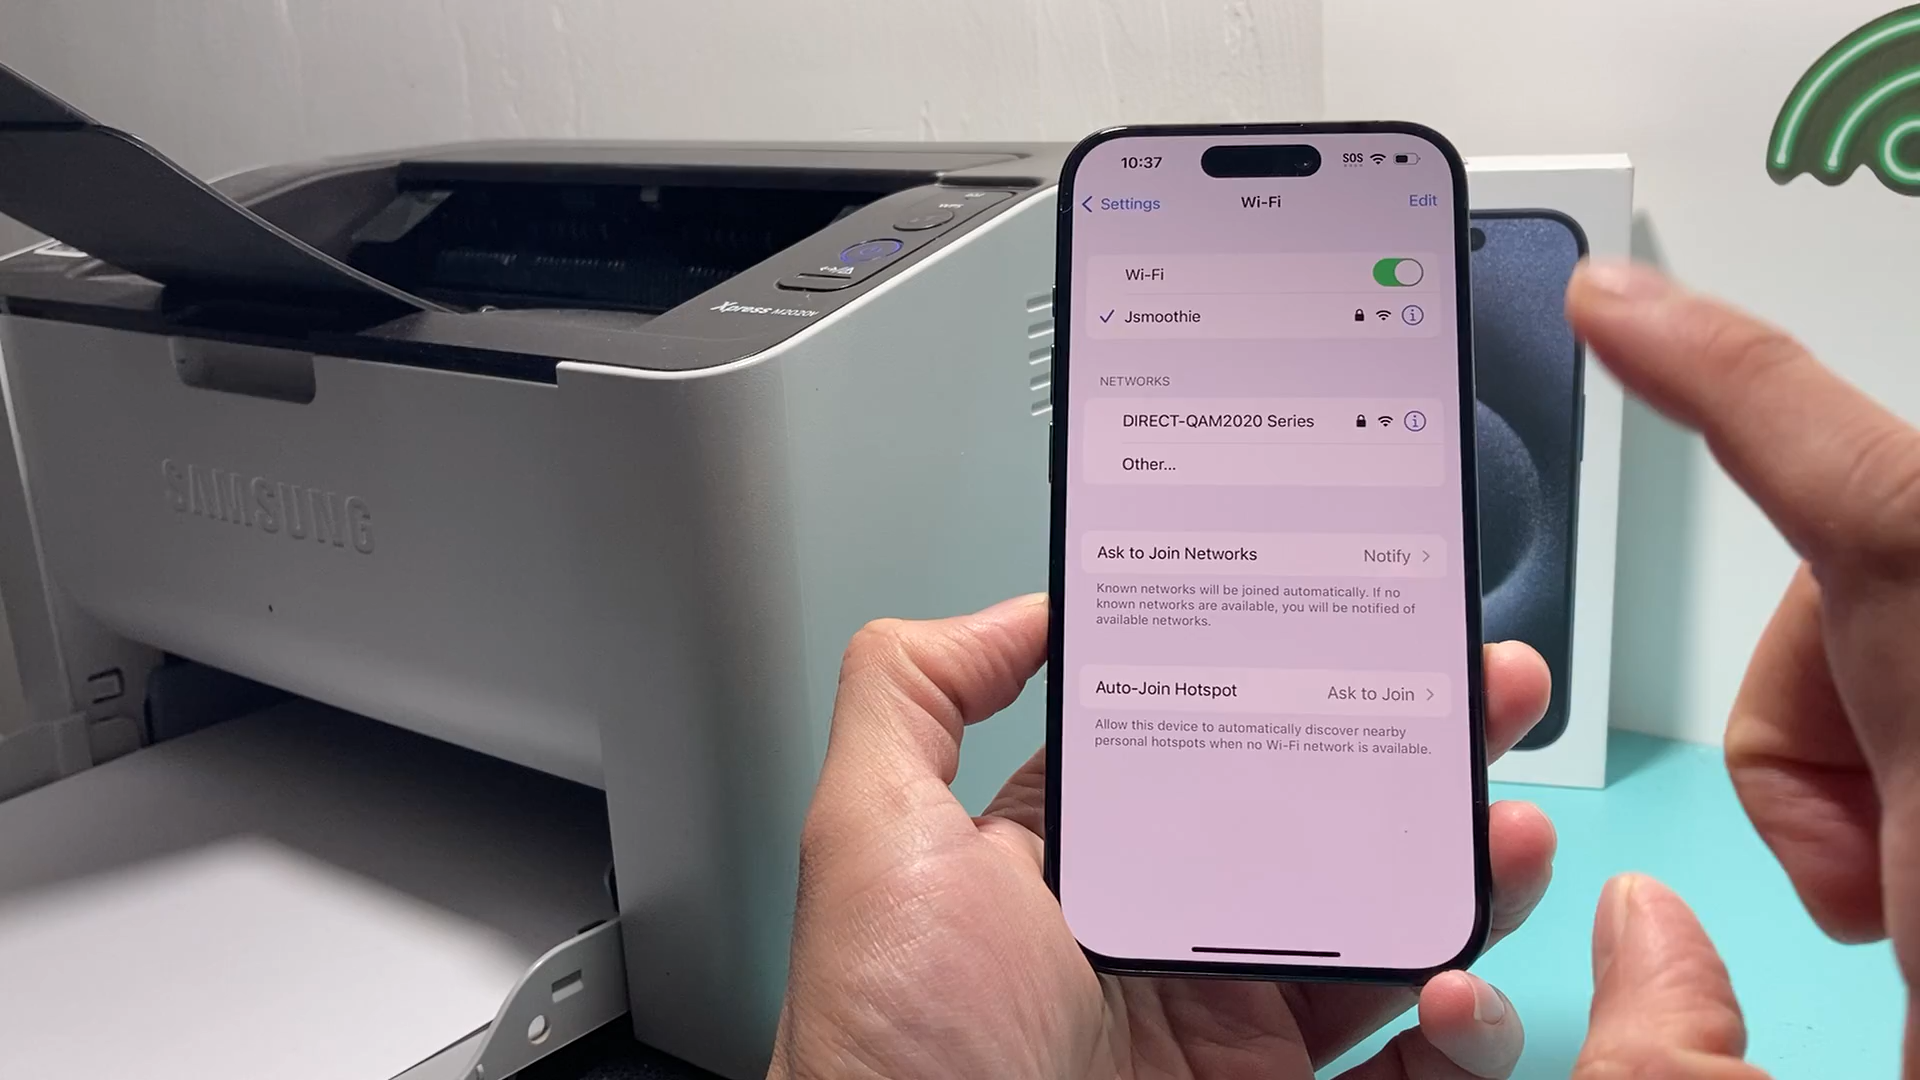 WPS
Xpress M2020W
SAMSUNG
10:37
SOS
Settings
Wi-Fi
Edit
Wi-Fi
Jsmoothie
NETWORKS
DIRECT-QAM2020 Series
Other...
Ask to Join Networks
Notify
Known networks will be joined automatically. If no
known networks are available, you will be notified of
available networks.
Auto-Join Hotspot
Ask to Join
Allow this device to automatically discover nearby
personal hotspots when no Wi-Fi network is available.